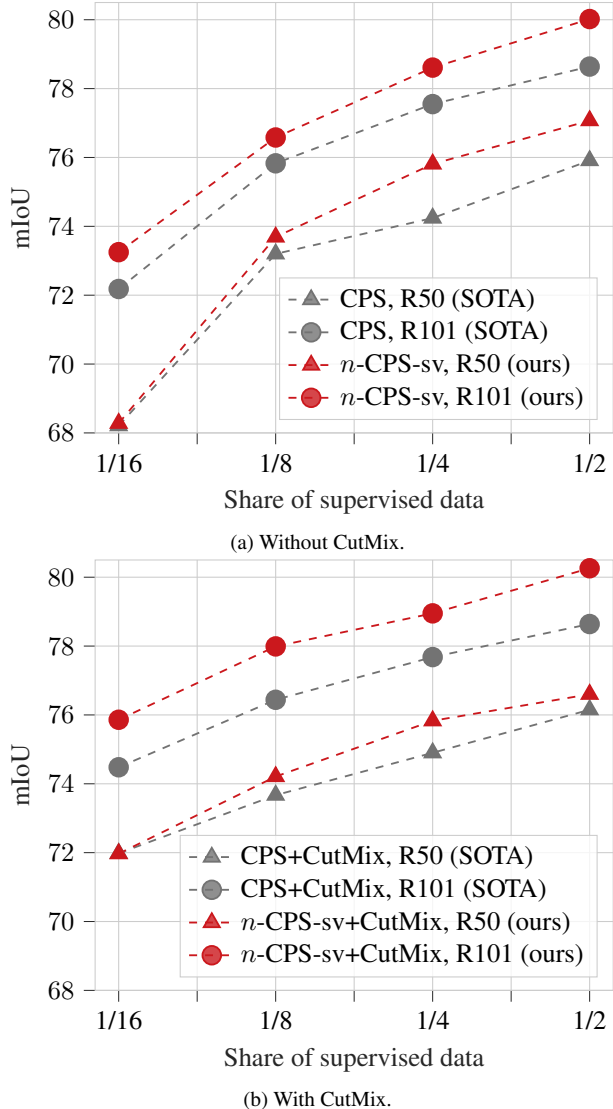 80
78
76
74
72
70
68
mIoU
CPS, R50 (SOTA)
CPS, R101 (SOTA)
n-CPS-sv, R50 (ours)
n-CPS-sv, R101 (ours)
1/16 1/8 1/4 1/2
Share of supervised data
(a) Without CutMix.
80
78
76
74
72
70
68
mIoU
CPS+CutMix, R50 (SOTA)
CPS+CutMix, R101 (SOTA)
n-CPS-sv+CutMix, R50 (ours)
n-CPS-sv+CutMix, R101 (ours)
1/16 1/8 1/4 1/2
Share of supervised data
(b) With CutMix.